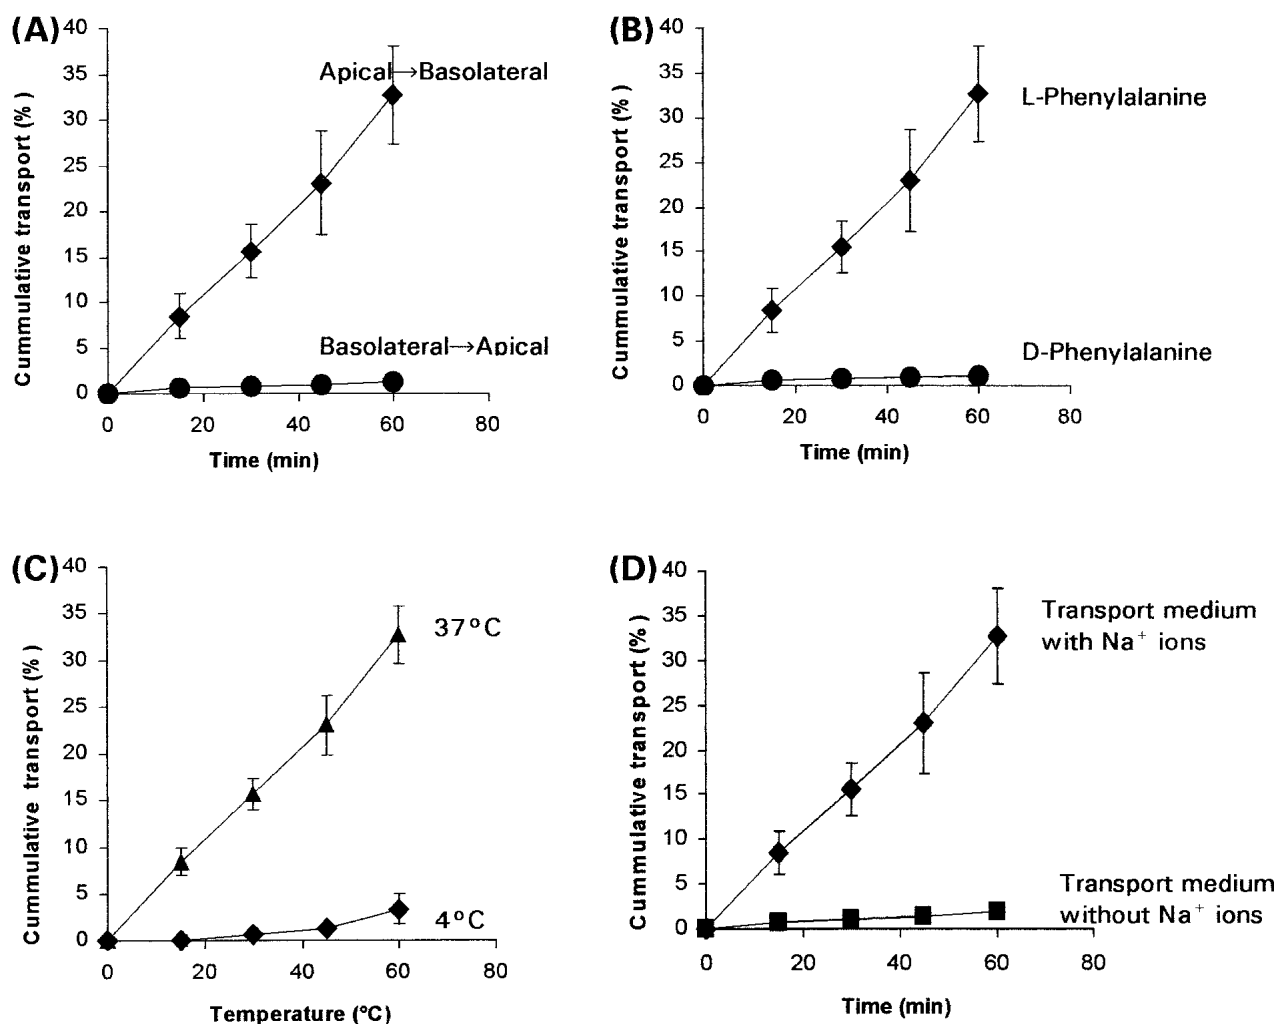 (A)
Cummulative transport (%)
40
35
30
25
20
15
10
5
0
Apical→Basolateral
Basolateral→Apical
0 20 40 60 80
Time (min)
(B)
Cummulative transport (%)
40
35
30
25
20
15
10
5
0
L-Phenylalanine
D-Phenylalanine
0 20 40 60 80
Time (min)
(C)
Cummulative transport (%)
40
35
30
25
20
15
10
5
0
37°C
4°C
0 20 40 60 80
Temperature (°C)
(D)
Cummulative transport (%)
40
35
30
25
20
15
10
5
0
Transport medium
with Na⁺ ions
Transport medium
without Na⁺ ions
0 20 40 60 80
Time (min)